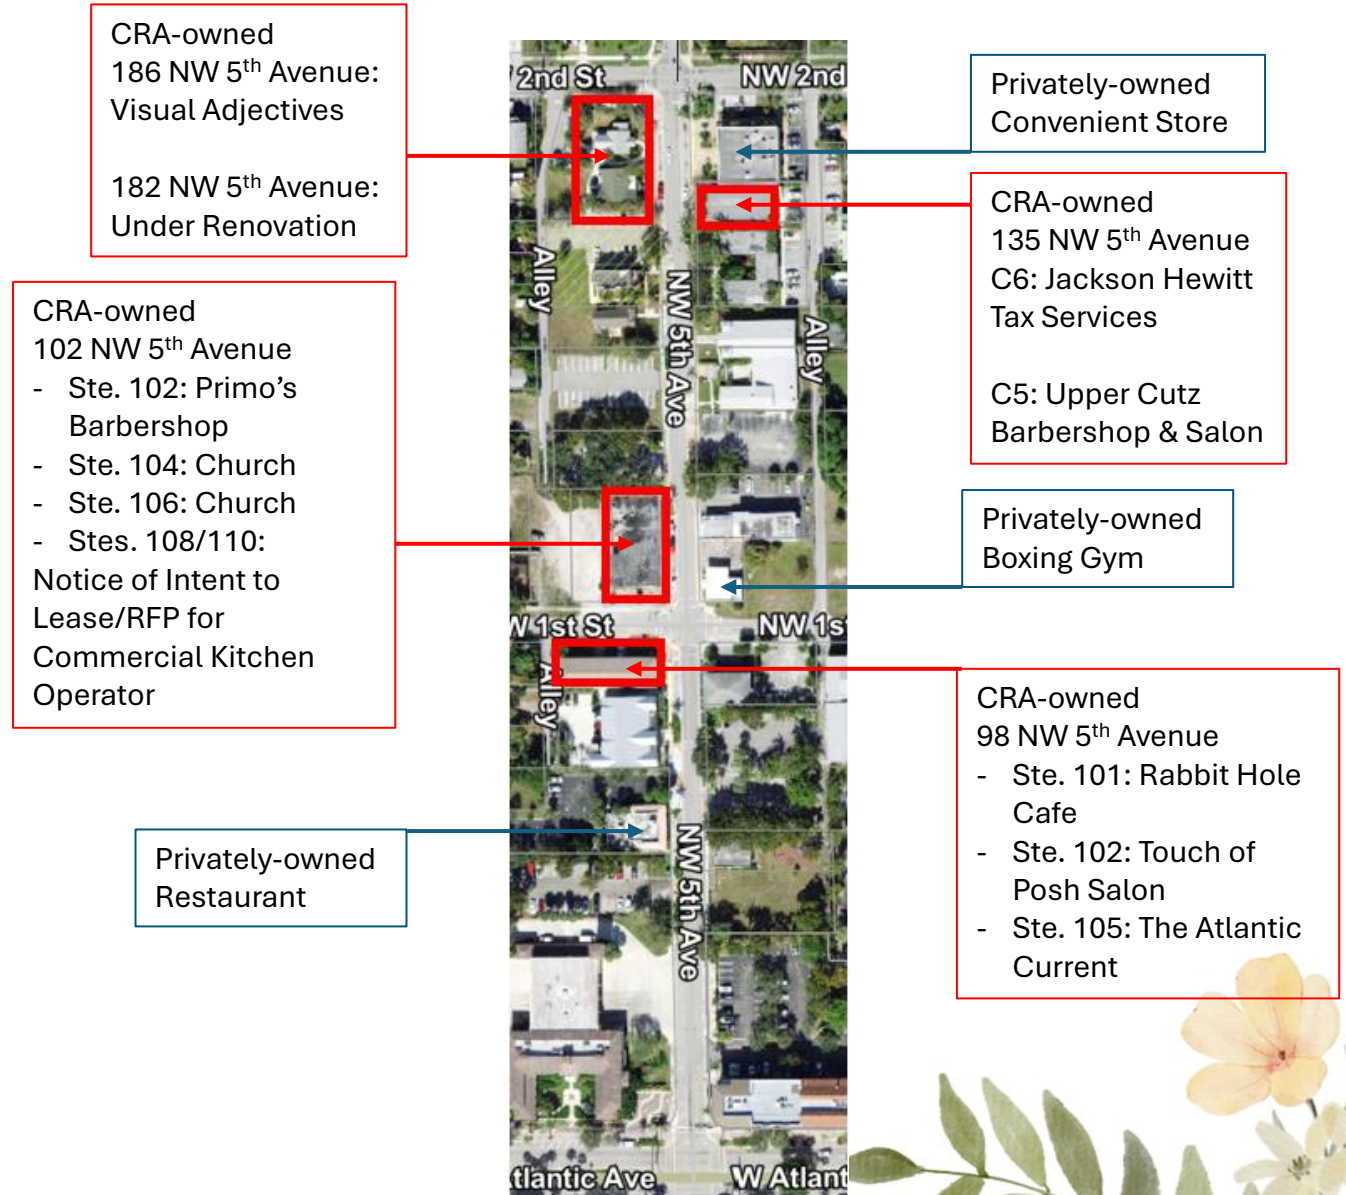 CRA-owned
186 NW 5th Avenue:
Visual Adjectives
182 NW 5th Avenue:
Under Renovation
CRA-owned
102 NW 5th Avenue
- Ste. 102: Primo's
Barbershop
- Ste. 104: Church
- Ste. 106: Church
- Stes. 108/110:
Notice of Intent to
Lease/RFP for
Commercial Kitchen
Operator
Privately-owned
Restaurant
2nd St
NW 2nd
Alley
NW 5th Ave
Alley
W 1st St
NW 1st
Alley
NW 5th Ave
tlantic Ave
W Atlant
Privately-owned
Convenient Store
CRA-owned
135 NW 5th Avenue
C6: Jackson Hewitt
Tax Services
C5: Upper Cutz
Barbershop & Salon
Privately-owned
Boxing Gym
CRA-owned
98 NW 5th Avenue
- Ste. 101: Rabbit Hole
Cafe
- Ste. 102: Touch of
Posh Salon
- Ste. 105: The Atlantic
Current